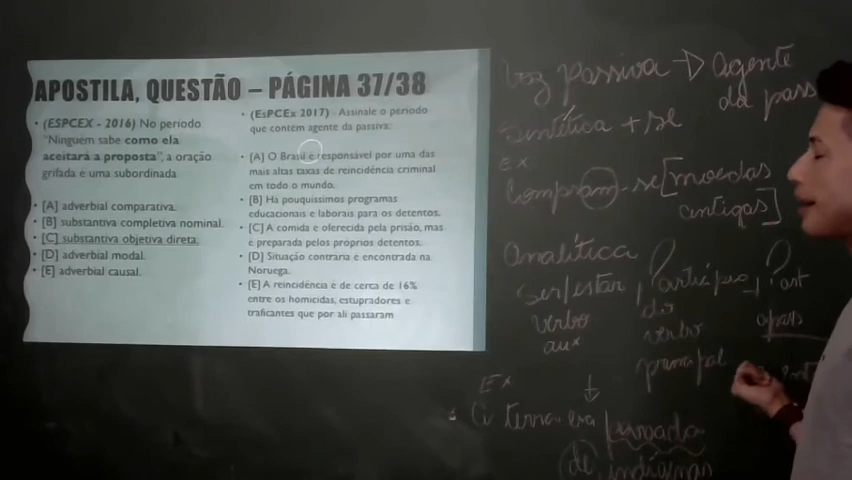 APOSTILA, QUESTÃO – PÁGINA 37/38
• (ESPCEX - 2016) No período
"Ninguém sabe como ela
aceitará a proposta", a oração
grifada é uma subordinada
• [A] adverbial comparativa.
• [B] substantiva completiva nominal.
• [C] substantiva objetiva direta.
• [D] adverbial modal.
• [E] adverbial causal.
• (EsPCEx 2017) - Assinale o período
que contém agente da passiva:
• [A] O Brasil é responsável por uma das
mais altas taxas de reincidência criminal
em todo o mundo.
• [B] Há pouquíssimos programas
educacionais e laborais para os detentos.
• [C] A comida é oferecida pela prisão, mas
é preparada pelos próprios detentos.
• [D] Situação contrária é encontrada na
Noruega.
• [E] A reincidência é de cerca de 16%
entre os homicidas, estupradores e
traficantes que por ali passaram
Voz passiva → agente
da pass
Sintética + se
Ex
Compram-se [moedas
antigas]
Analítica
ser/estar, particípio
verbo do
aux verbo
principal
Ex
terra era
de indígenas